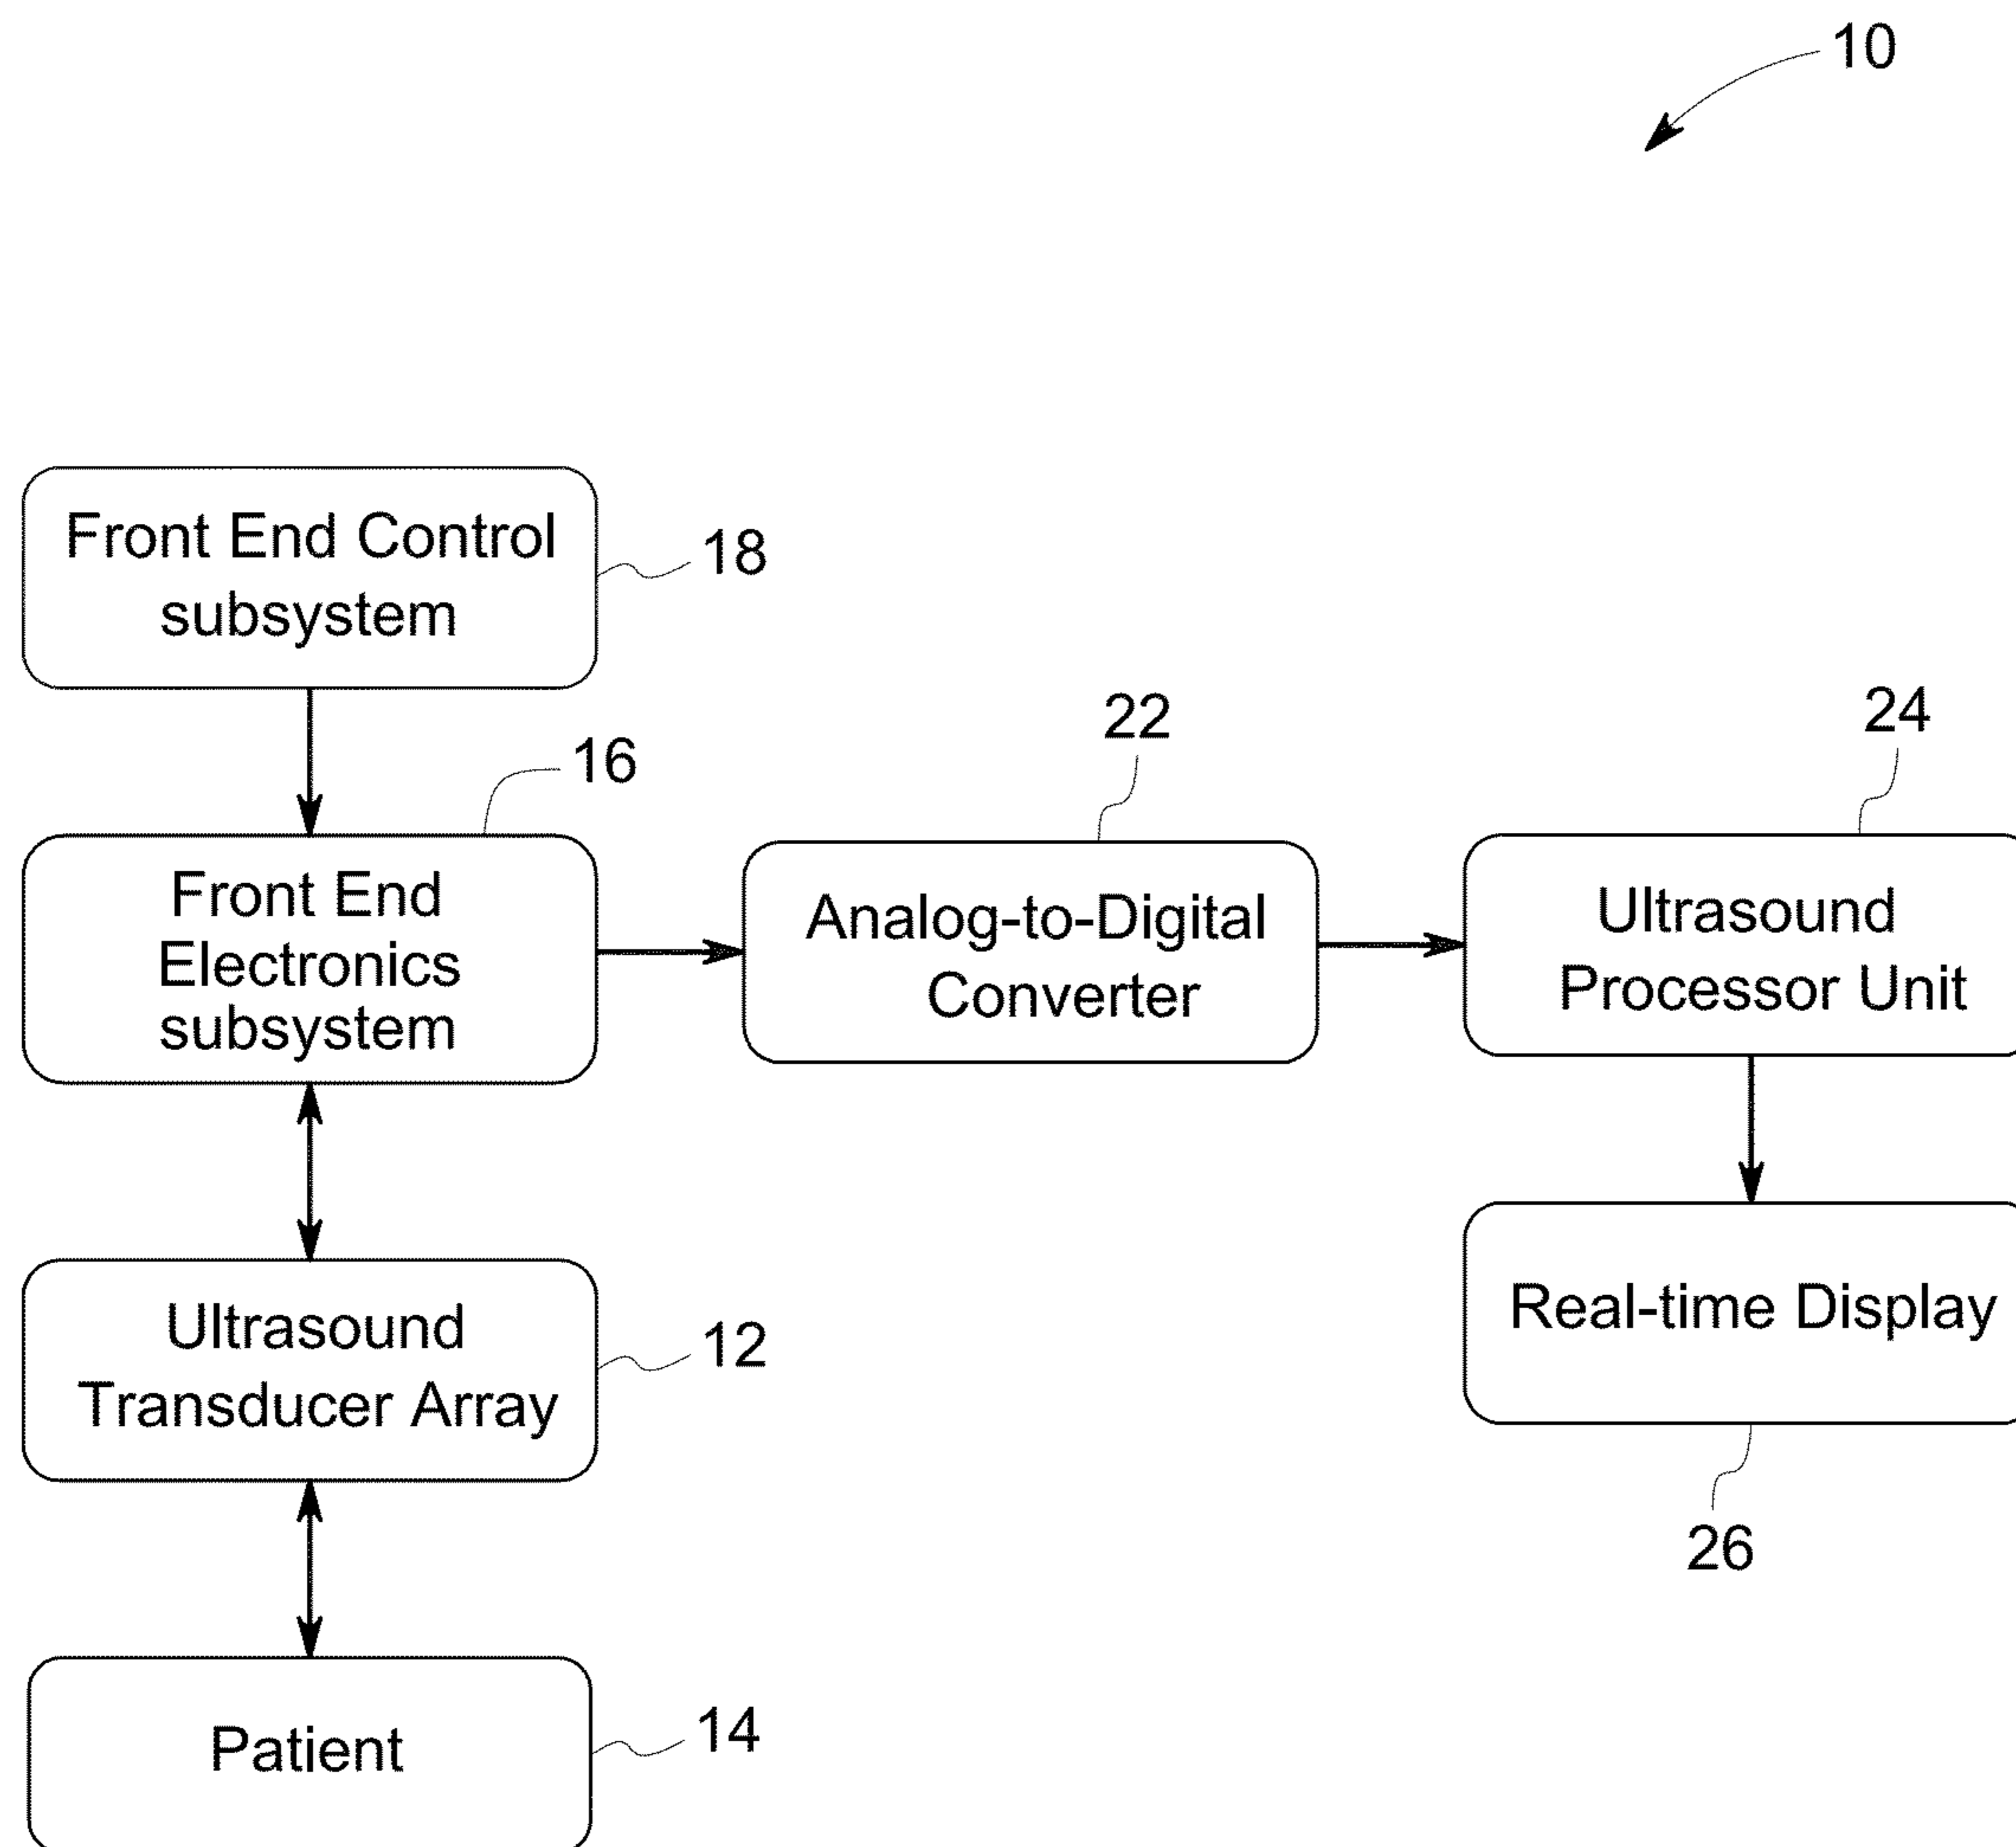 10
Front End Control
subsystem
18
16
22
24
Front End
Electronics
subsystem
Analog-to-Digital
Converter
Ultrasound
Processor Unit
Ultrasound
Transducer Array
12
Real-time Display
26
Patient
14